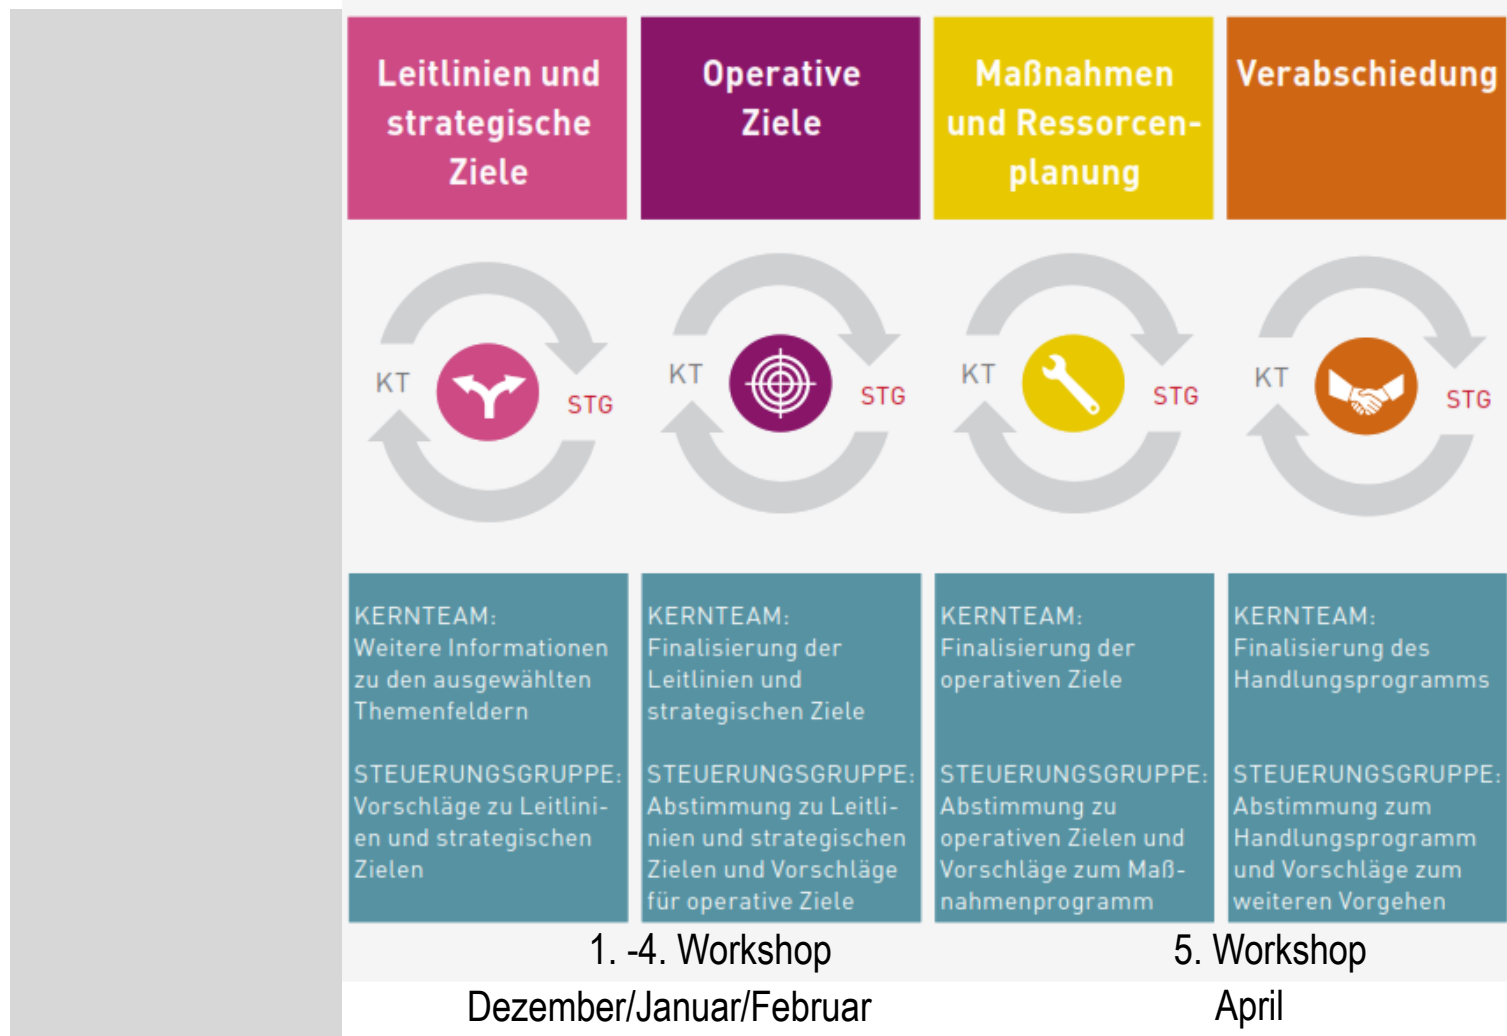 Leitlinien und
strategische
Ziele
Operative
Ziele
Maßnahmen
und Ressorcen-
planung
Verabschiedung
KT
STG
KT
STG
KT
STG
KT
STG
KERNTEAM:
Weitere Informationen
zu den ausgewählten
Themenfeldern
STEUERUNGSGRUPPE:
Vorschläge zu Leitlini-
en und strategischen
Zielen
KERNTEAM:
Finalisierung der
Leitlinien und
strategischen Ziele
STEUERUNGSGRUPPE:
Abstimmung zu Leitli-
nien und strategischen
Zielen und Vorschläge
für operative Ziele
KERNTEAM:
Finalisierung der
operativen Ziele
STEUERUNGSGRUPPE:
Abstimmung zu
operativen Zielen und
Vorschläge zum Maß-
nahmenprogramm
KERNTEAM:
Finalisierung des
Handlungsprogramms
STEUERUNGSGRUPPE:
Abstimmung zum
Handlungsprogramm
und Vorschläge zum
weiteren Vorgehen
1. -4. Workshop
5. Workshop
Dezember/Januar/Februar
April